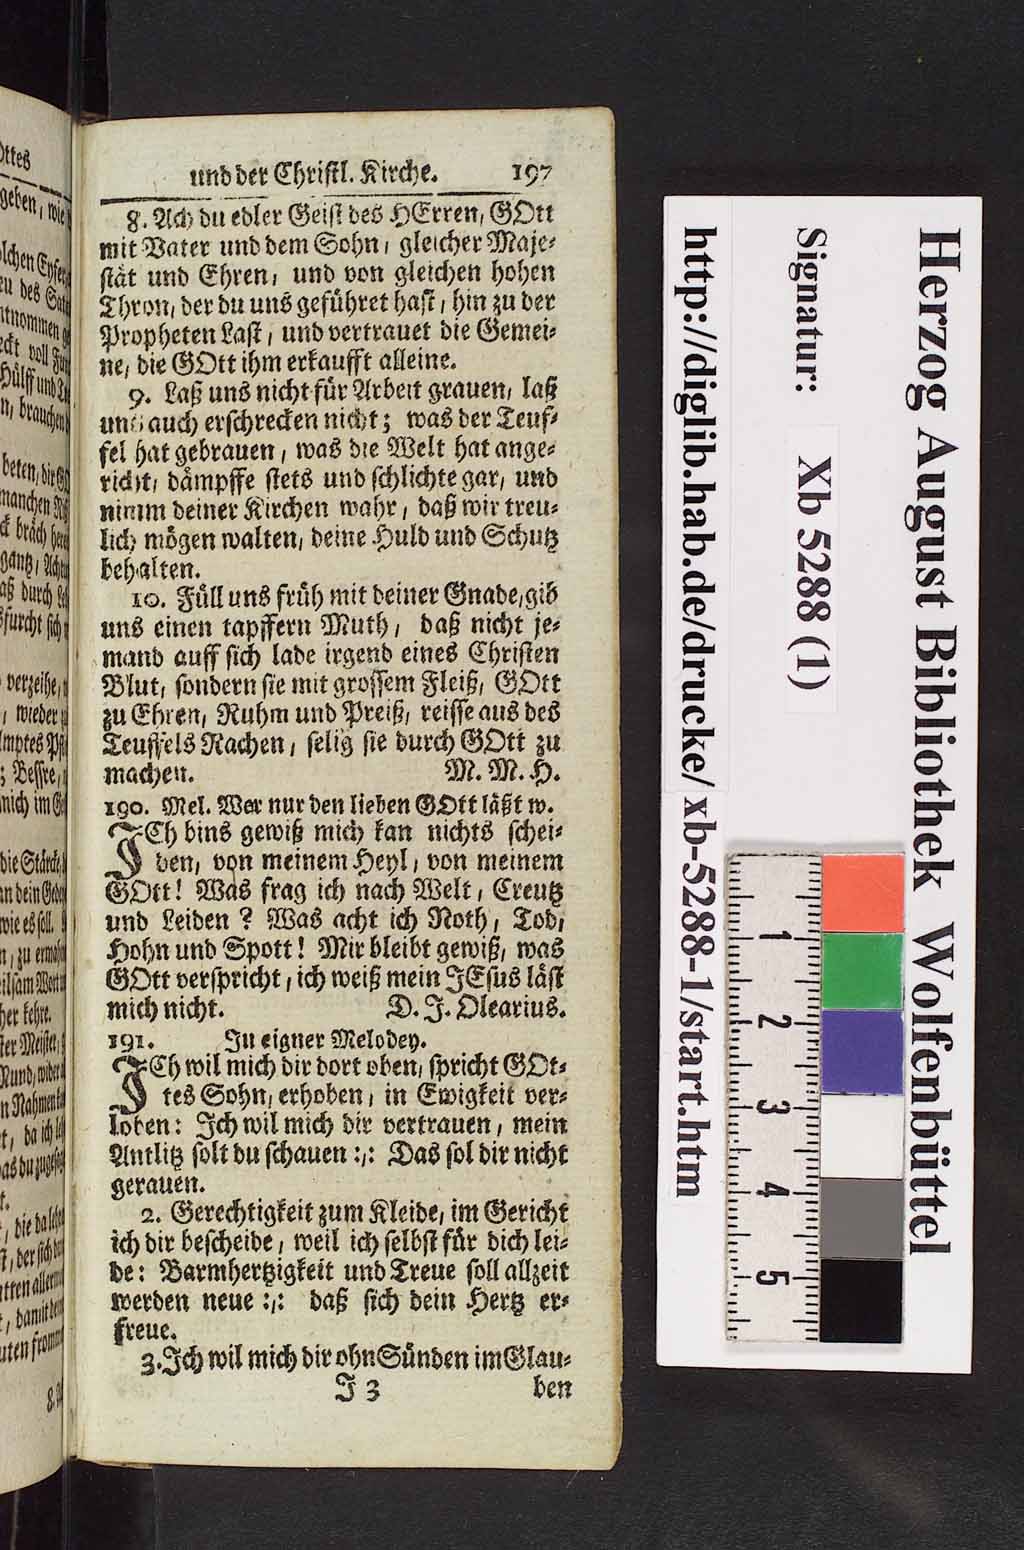 und der Christl. Kirche. 197
8. Ach du edler Geist des HErren, GOtt
mit Vater und dem Sohn, gleicher Maje-
stät und Ehren, und von gleichen hohen
Thron, der du uns geführet hast, hin zu der
Propheten Last, und vertrauet die Gemei-
ne, die GOtt ihm erkaufft alleine.
9. Laß uns nicht für Arbeit grauen, laß
uns auch erschrecken nicht; was der Teuf-
fel hat gebrauen, was die Welt hat ange-
richt, dämpffe stets und schlichte gar, und
nimm deiner Kirchen wahr, daß wir treu-
lich mögen walten, deine Huld und Schutz
behalten.
10. Füll uns früh mit deiner Gnade, gib
uns einen tapffern Muth, daß nicht je-
mand auff sich lade irgend eines Christen
Blut, sondern sie mit grossem Fleiß, GOtt
zu Ehren, Ruhm und Preiß, reisse aus des
Teuffels Rachen, selig sie durch GOtt zu
machen. M. M. H.
190. Mel. Wer nur den lieben GOtt läßt w.
JCh bins gewiß mich kan nichts schei-
den, von meinem Heyl, von meinem
GOtt! Was frag ich nach Welt, Creutz
und Leiden? Was acht ich Noth, Tod,
Hohn und Spott! Mir bleibt gewiß, was
GOtt verspricht, ich weiß mein JEsus läst
mich nicht. D. J. Olearius.
191. Jn eigner Melodey.
JCh wil mich dir dort oben, spricht GOt-
tes Sohn, erhoben, in Ewigkeit ver-
loben: Jch wil mich dir vertrauen, mein
Antlitz solt du schauen :,: Das sol dir nicht
gerauen.
2. Gerechtigkeit zum Kleide, im Gericht
ich dir bescheide, weil ich selbst für dich lei-
de: Barmhertzigkeit und Treue soll allzeit
werden neue :,: daß sich dein Hertz er-
freue.
3. Jch wil mich dir ohn Sünden im Glau-
J 3 ben
Herzog August Bibliothek Wolfenbüttel
Signatur: Xb 5288 (1)
http://diglib.hab.de/drucke/xb-5288-1/start.htm
1
2
3
4
5